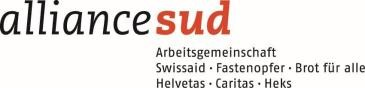 alliancesud
Arbeitsgemeinschaft
Swissaid · Fastenopfer · Brot für alle
Helvetas · Caritas · Heks